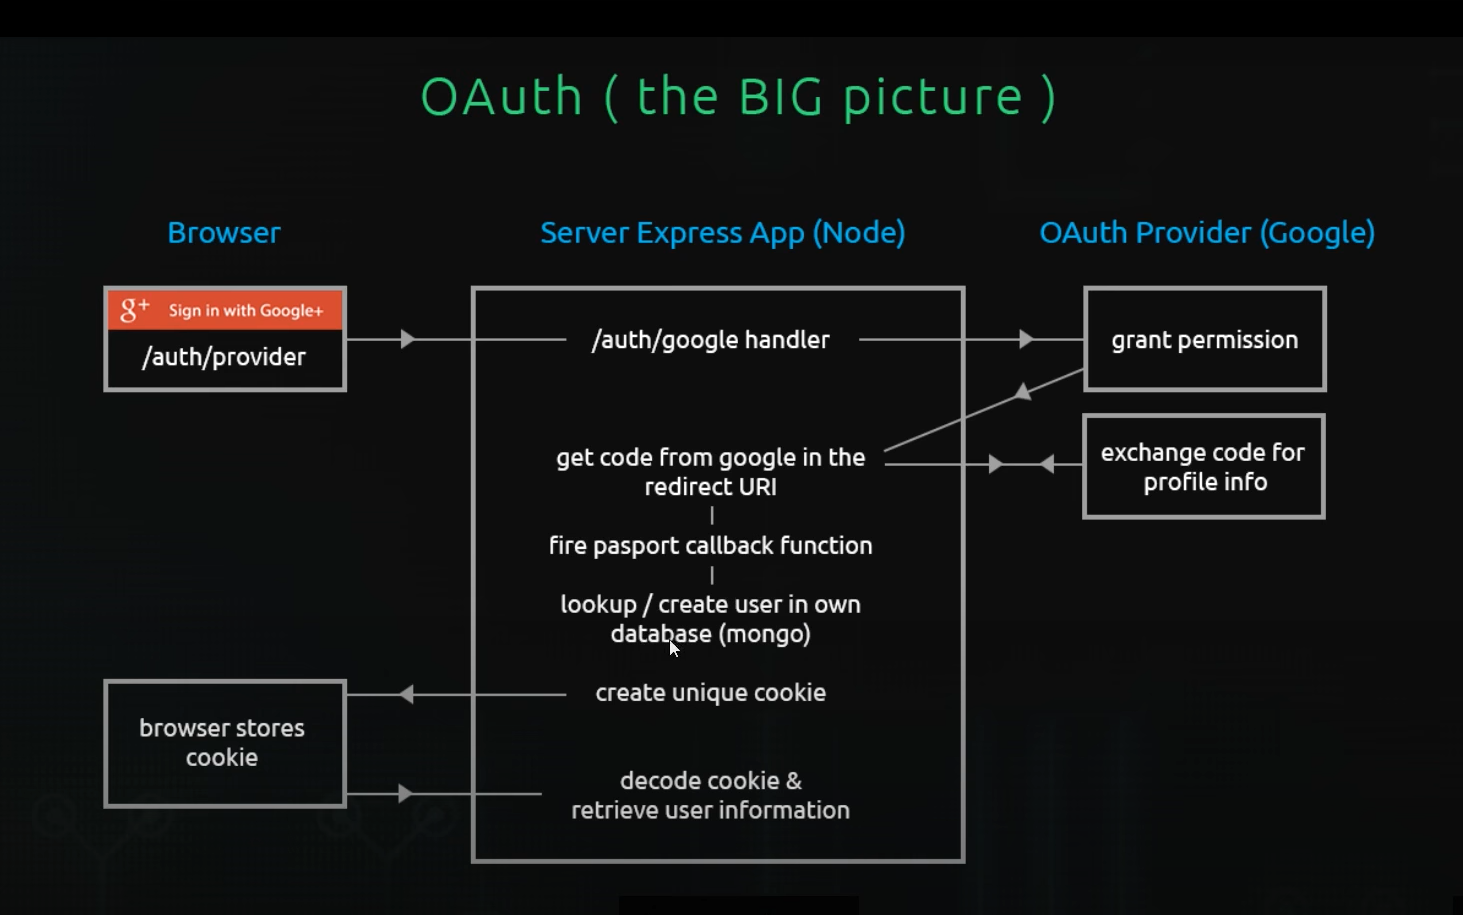 OAuth ( the BIG picture )
Browser
Server Express App (Node)
OAuth Provider (Google)
g+ Sign in with Google+
/auth/provider
/auth/google handler
grant permission
get code from google in the
redirect URI
exchange code for
profile info
fire pasport callback function
lookup / create user in own
database (mongo)
create unique cookie
browser stores
cookie
decode cookie &
retrieve user information